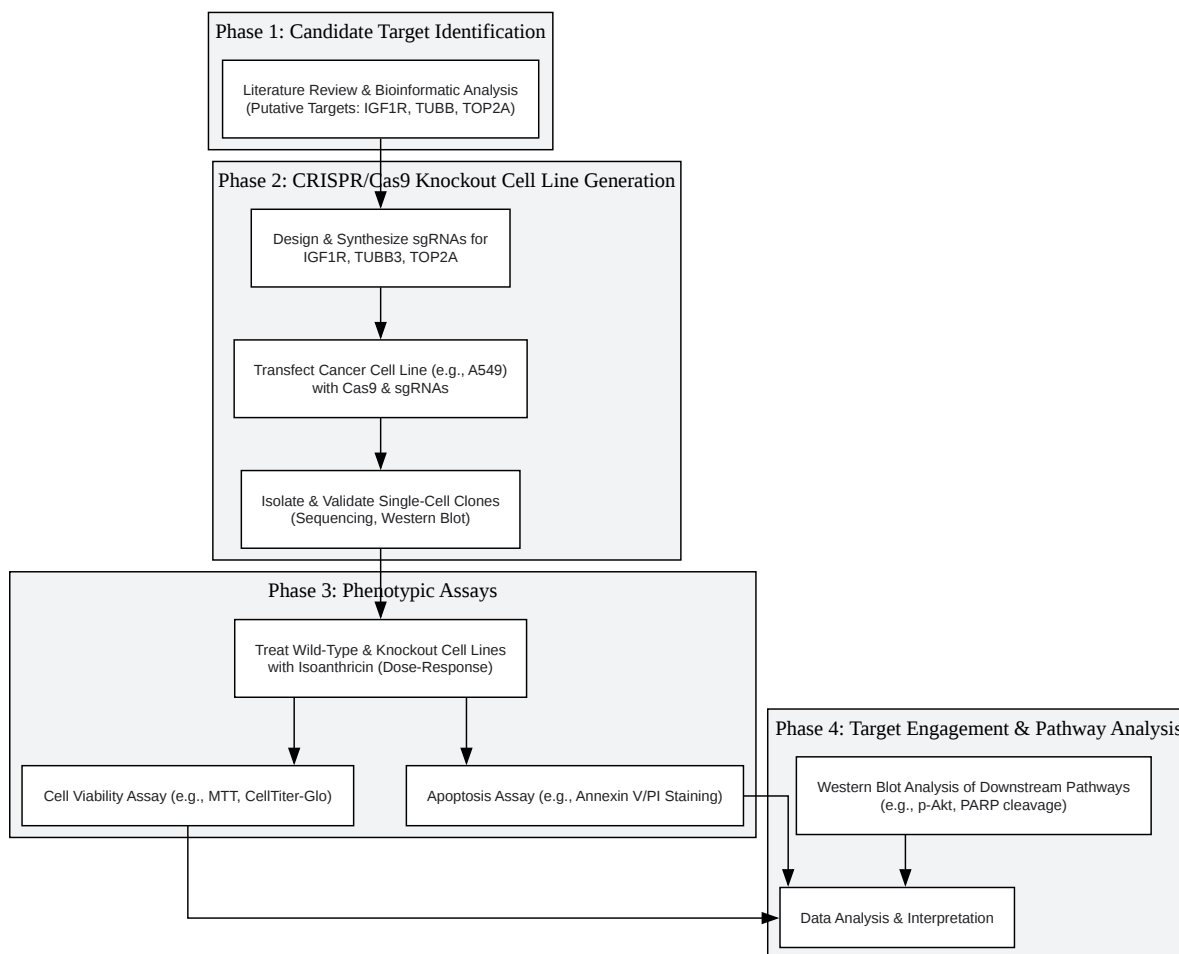 Phase 1: Candidate Target Identification
Literature Review & Bioinformatic Analysis
(Putative Targets: IGF1R, TUBB, TOP2A)
Phase 2: CRISPR/Cas9 Knockout Cell Line Generation
Design & Synthesize sgRNAs for
IGF1R, TUBB3, TOP2A
Transfect Cancer Cell Line (e.g., A549)
with Cas9 & sgRNAs
Isolate & Validate Single-Cell Clones
(Sequencing, Western Blot)
Phase 3: Phenotypic Assays
Treat Wild-Type & Knockout Cell Lines
with Isoanthricin (Dose-Response)
Cell Viability Assay (e.g., MTT, CellTiter-Glo)
Apoptosis Assay (e.g., Annexin V/PI Staining)
Phase 4: Target Engagement & Pathway Analysis
Western Blot Analysis of Downstream Pathways
(e.g., p-Akt, PARP cleavage)
Data Analysis & Interpretation